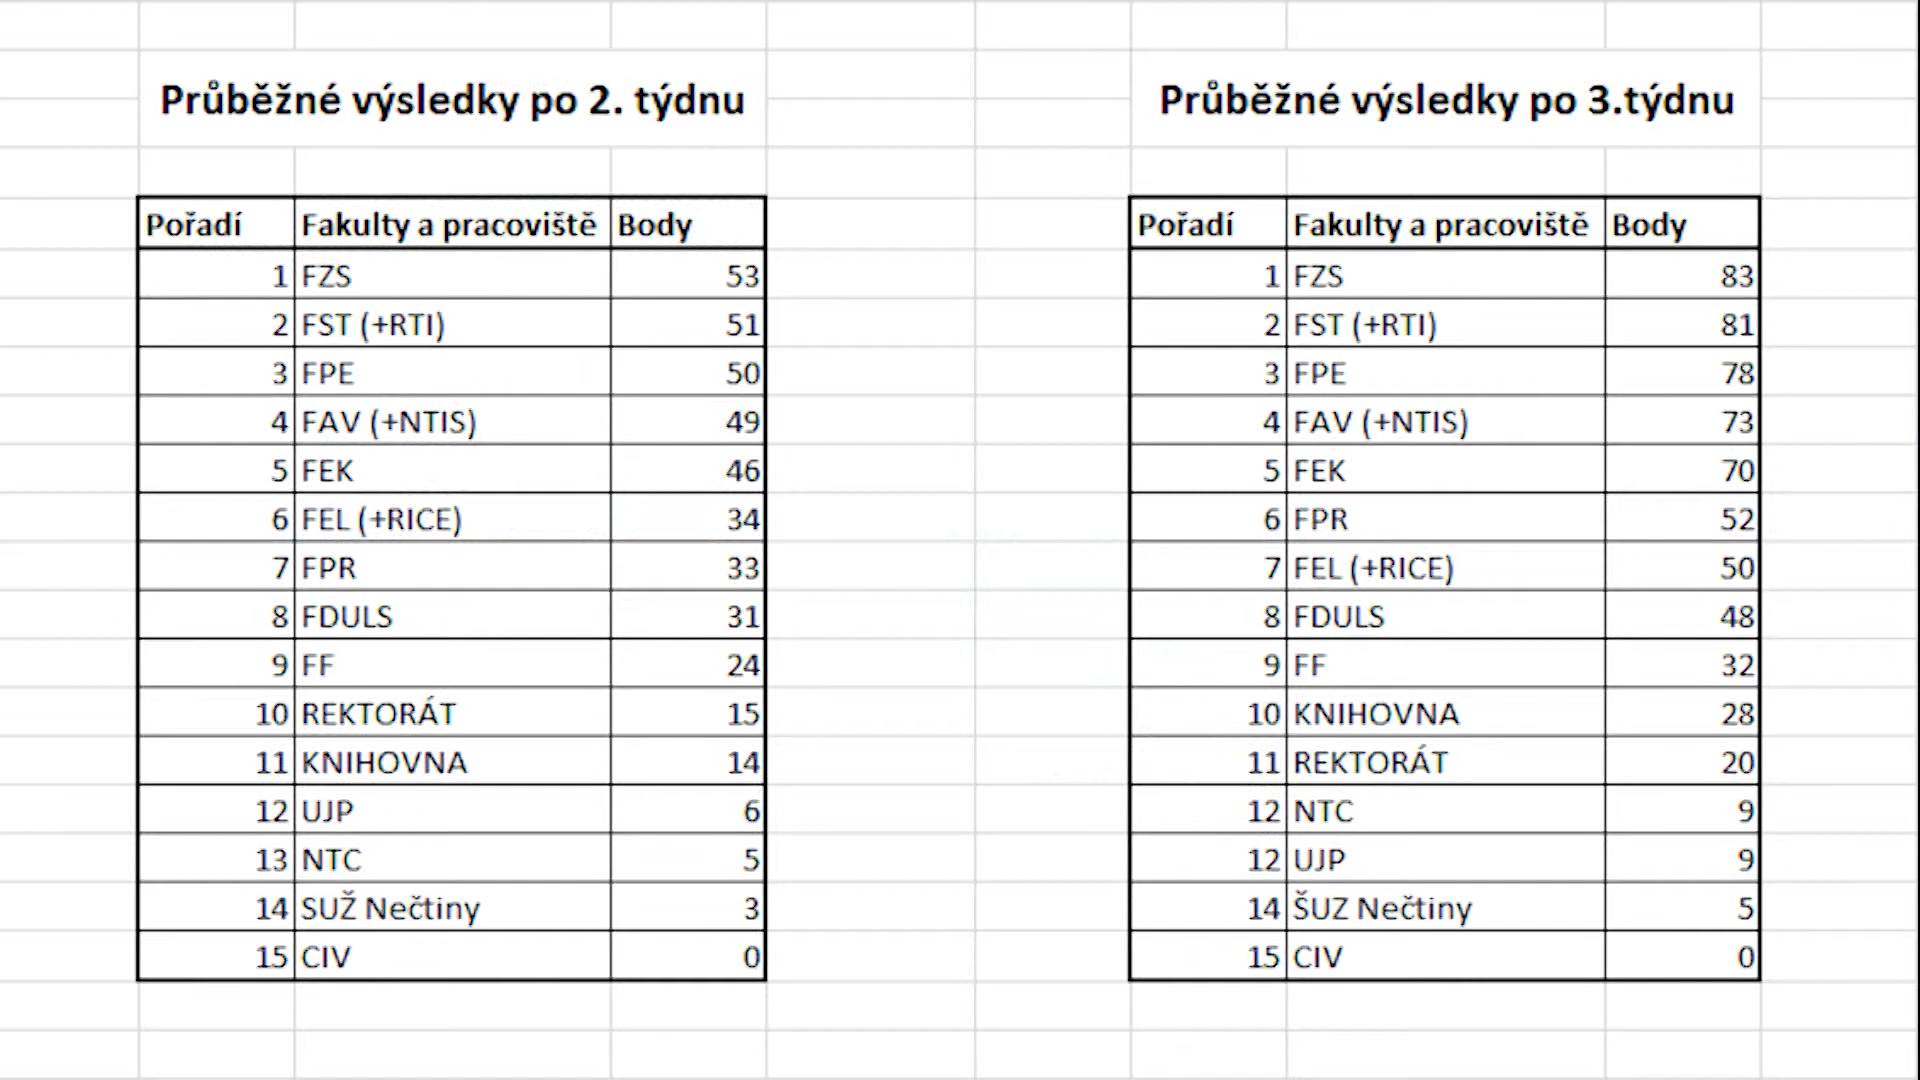 Průběžné výsledky po 2. týdnu
Pořadí Fakulty a pracoviště Body
1 FZS 53
2 FST (+RTI) 51
3 FPE 50
4 FAV (+NTIS) 49
5 FEK 46
6 FEL (+RICE) 34
7 FPR 33
8 FDULS 31
9 FF 24
10 REKTORÁT 15
11 KNIHOVNA 14
12 UJP 6
13 NTC 5
14 SUŽ Nečtiny 3
15 CIV 0
Průběžné výsledky po 3.týdnu
Pořadí Fakulty a pracoviště Body
1 FZS 83
2 FST (+RTI) 81
3 FPE 78
4 FAV (+NTIS) 73
5 FEK 70
6 FPR 52
7 FEL (+RICE) 50
8 FDULS 48
9 FF 32
10 KNIHOVNA 28
11 REKTORÁT 20
12 NTC 9
12 UJP 9
14 ŠUZ Nečtiny 5
15 CIV 0